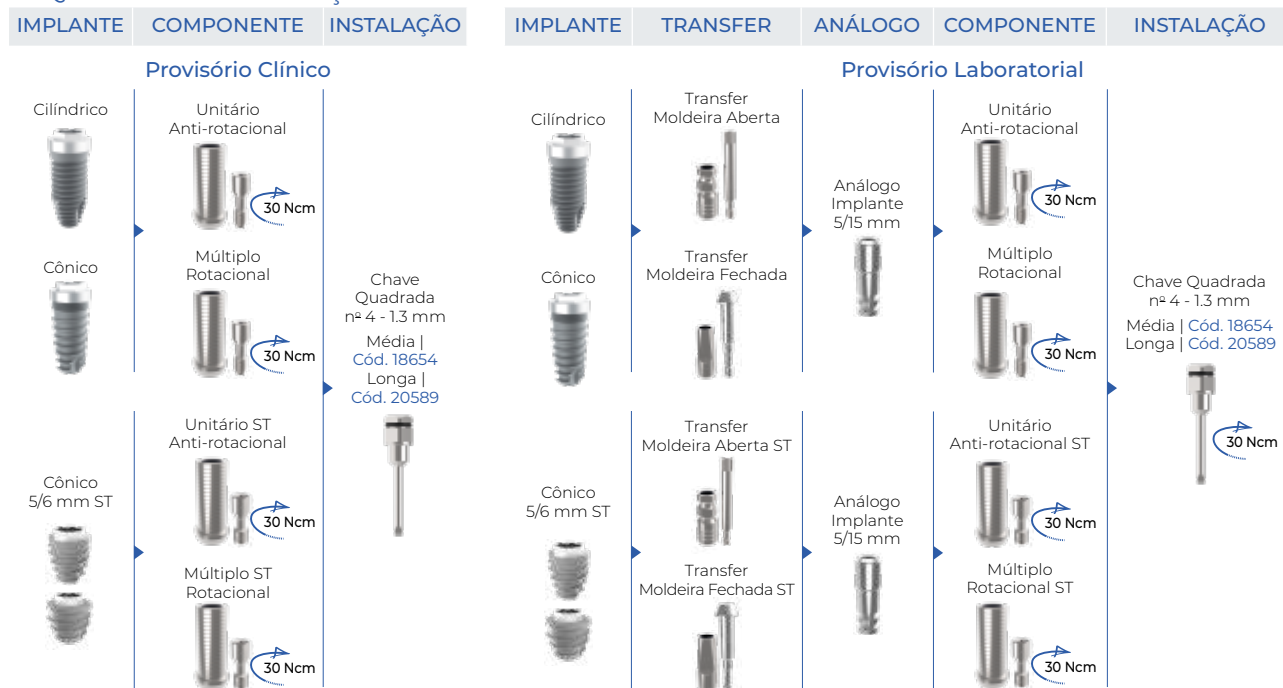 IMPLANTE COMPONENTE INSTALAÇÃO
Provisório Clínico
Cilíndrico
Unitário
Anti-rotacional
30 Ncm
Cônico
Múltiplo
Rotacional
30 Ncm
Cônico
5/6 mm ST
Unitário ST
Anti-rotacional
30 Ncm
Múltiplo ST
Rotacional
30 Ncm
Chave
Quadrada
nº 4 - 1.3 mm
Média |
Cód. 18654
Longa |
Cód. 20589
IMPLANTE TRANSFER ANÁLOGO COMPONENTE INSTALAÇÃO
Provisório Laboratorial
Cilíndrico
Cônico
Transfer
Moldeira Aberta
Transfer
Moldeira Fechada
Análogo
Implante
5/15 mm
Unitário
Anti-rotacional
30 Ncm
Múltiplo
Rotacional
30 Ncm
Cônico
5/6 mm ST
Transfer
Moldeira Aberta ST
Transfer
Moldeira Fechada ST
Análogo
Implante
5/15 mm
Unitário
Anti-rotacional ST
30 Ncm
Múltiplo
Rotacional ST
30 Ncm
Chave Quadrada
nº 4 - 1.3 mm
Média | Cód. 18654
Longa | Cód. 20589
30 Ncm